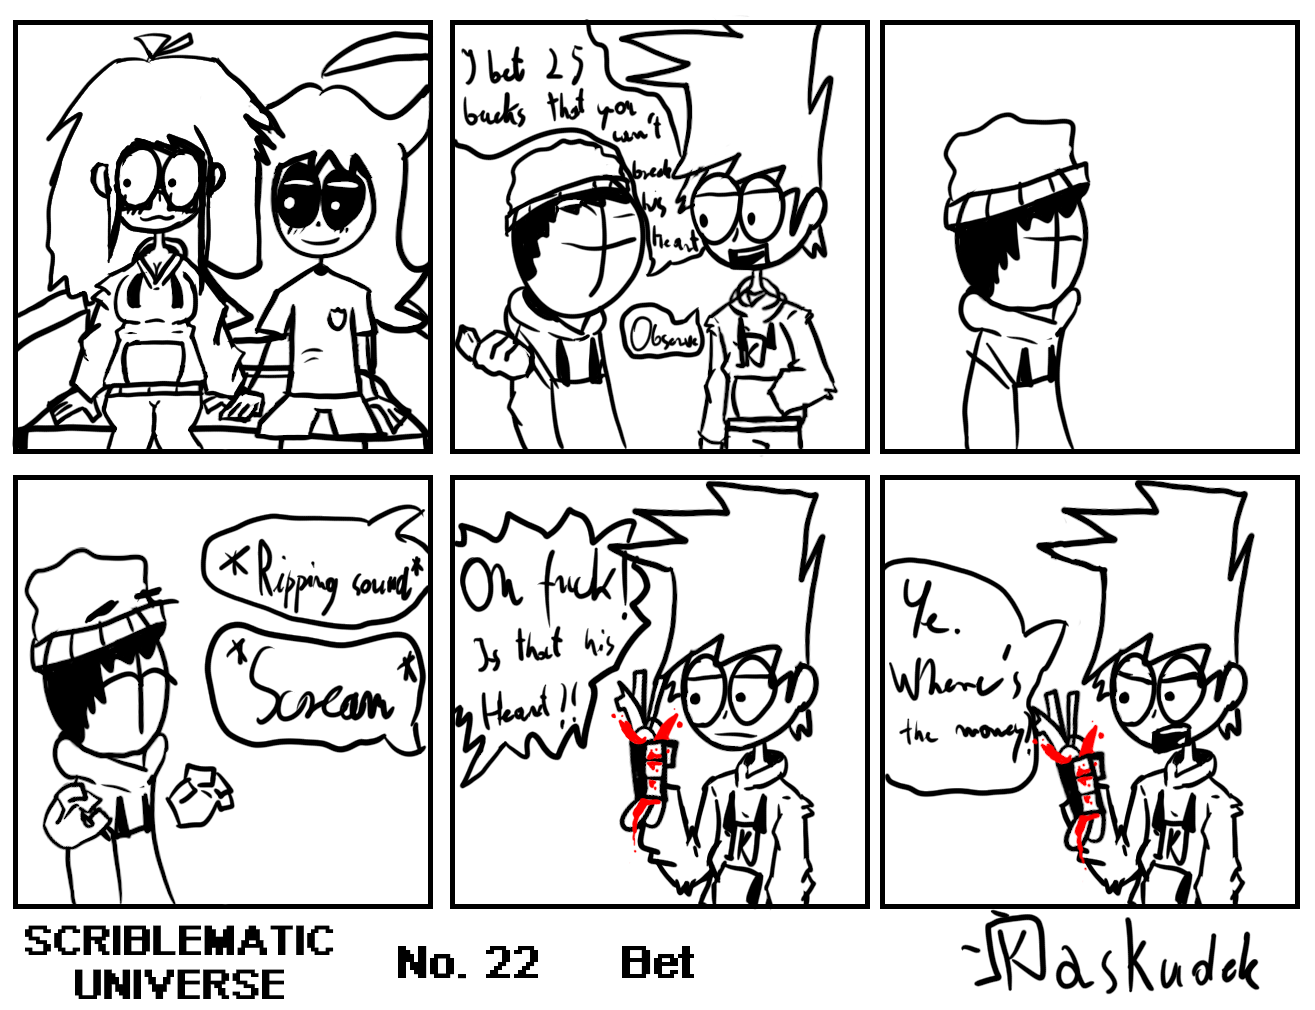 I bet 25
bucks that you
can't
break
his
heart
Observe
K
*Ripping sound*
*Scream*
Oh fuck!
Is that his
Heart!!
K
Ye.
Where's
the money?
K
SCRIBLEMATIC
UNIVERSE
No. 22
Bet
~Kaskudek